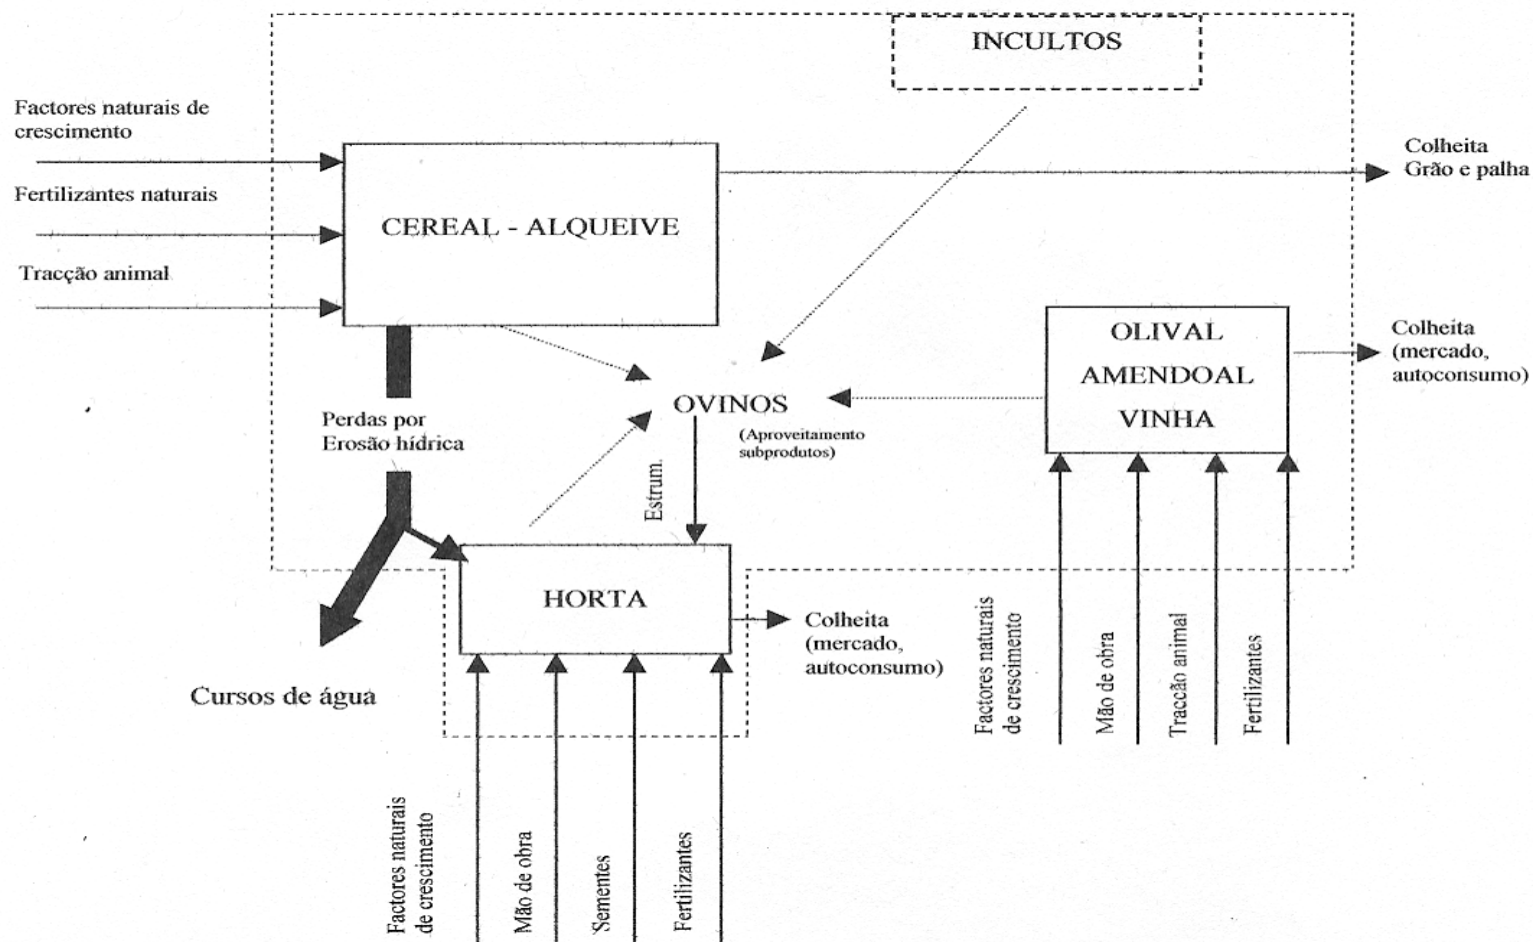 INCULTOS
Factores naturais de
crescimento
Fertilizantes naturais
Tracção animal
CEREAL - ALQUEIVE
Colheita
Grão e palha
OLIVAL
AMENDOAL
VINHA
Colheita
(mercado,
autoconsumo)
Perdas por
Erosão hídrica
OVINOS
(Aproveitamento
subprodutos)
Estrum.
HORTA
Colheita
(mercado,
autoconsumo)
Cursos de água
Factores naturais
de crescimento
Mão de obra
Tracção animal
Fertilizantes
Factores naturais
de crescimento
Mão de obra
Sementes
Fertilizantes